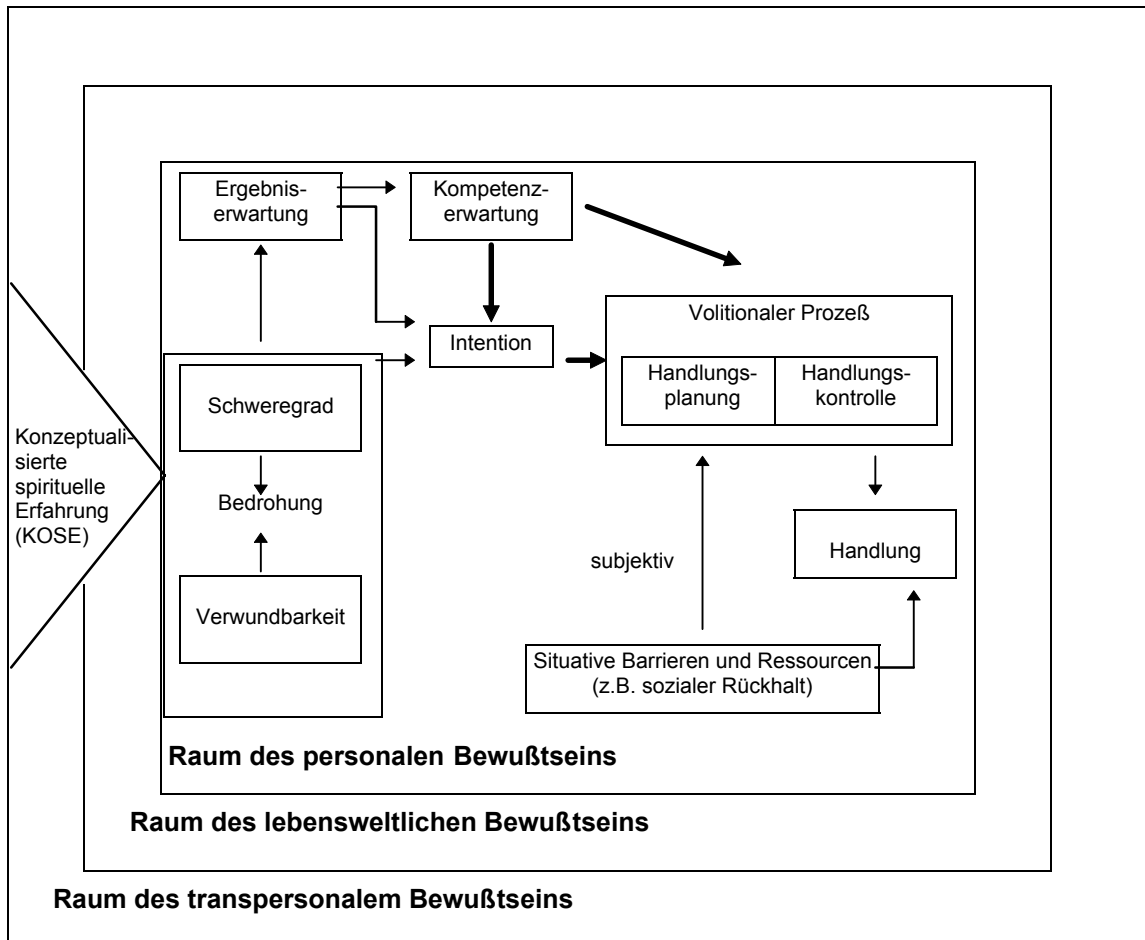 Ergebnis-
erwartung
Kompetenz-
erwartung
Volitionaler Prozeß
Intention
Handlungs-
planung
Handlungs-
kontrolle
Schweregrad
Konzeptuali-
sierte
spirituelle
Erfahrung
(KOSE)
Bedrohung
Handlung
subjektiv
Verwundbarkeit
Situative Barrieren und Ressourcen
(z.B. sozialer Rückhalt)
Raum des personalen Bewußtseins
Raum des lebensweltlichen Bewußtseins
Raum des transpersonalem Bewußtseins